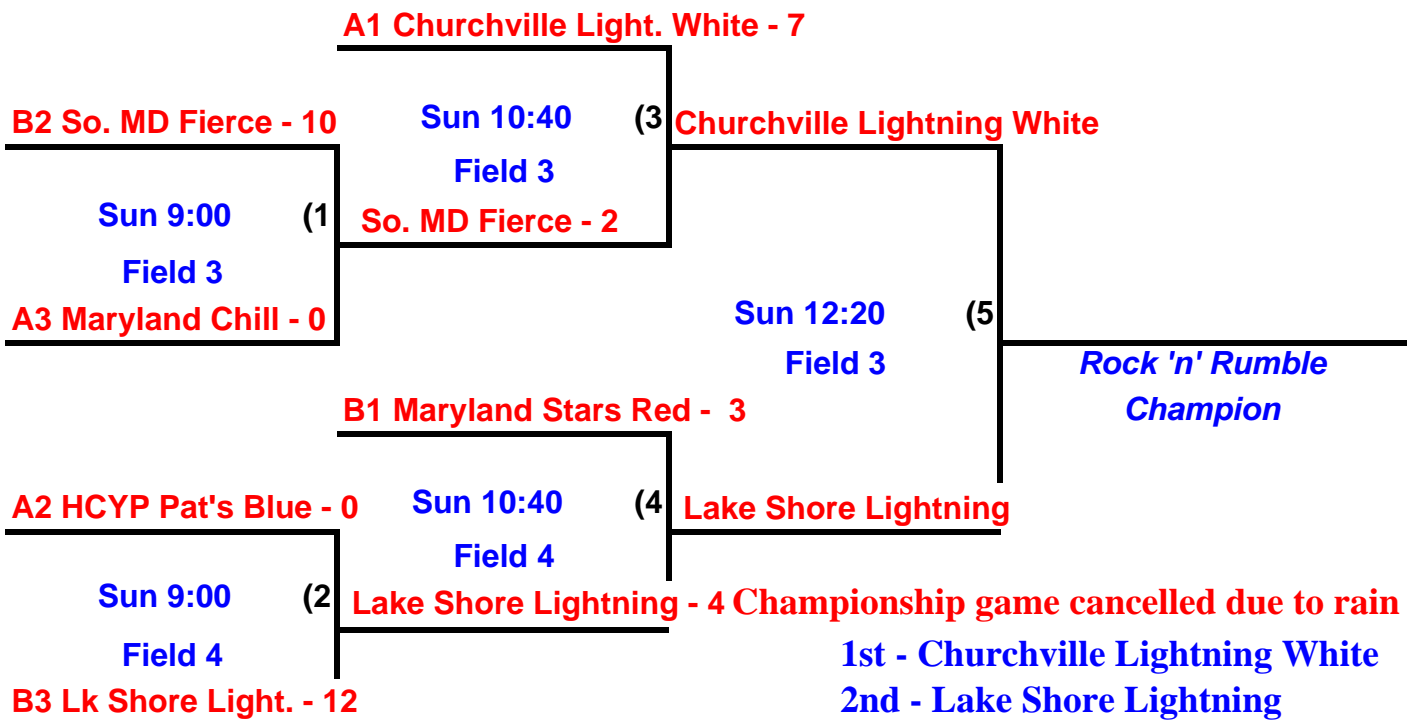 A1 Churchville Light. White - 7
B2 So. MD Fierce - 10
Sun 10:40 (3
Churchville Lightning White
Field 3
Sun 9:00 (1
So. MD Fierce - 2
Field 3
A3 Maryland Chill - 0
Sun 12:20 (5
Field 3
Rock 'n' Rumble
Champion
B1 Maryland Stars Red - 3
A2 HCYP Pat's Blue - 0
Sun 10:40 (4
Lake Shore Lightning
Field 4
Sun 9:00 (2
Lake Shore Lightning - 4
Championship game cancelled due to rain
Field 4
1st - Churchville Lightning White
B3 Lk Shore Light. - 12
2nd - Lake Shore Lightning